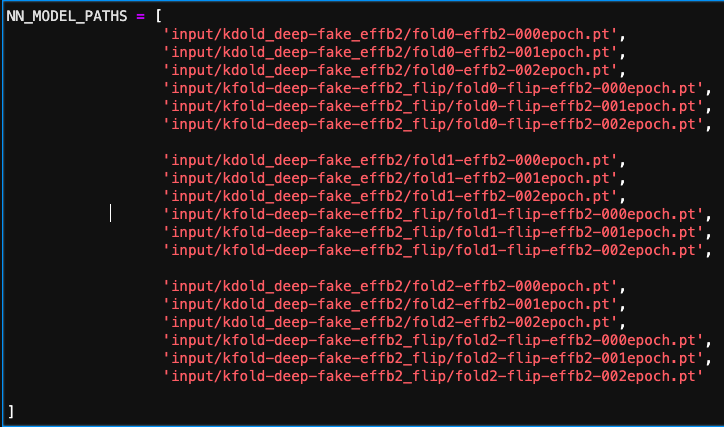 NN_MODEL_PATHS = [
'input/kdold_deep-fake_effb2/fold0-effb2-000epoch.pt',
'input/kdold_deep-fake_effb2/fold0-effb2-001epoch.pt',
'input/kdold_deep-fake_effb2/fold0-effb2-002epoch.pt',
'input/kfold-deep-fake-effb2_flip/fold0-flip-effb2-000epoch.pt',
'input/kfold-deep-fake-effb2_flip/fold0-flip-effb2-001epoch.pt',
'input/kfold-deep-fake-effb2_flip/fold0-flip-effb2-002epoch.pt',
'input/kdold_deep-fake_effb2/fold1-effb2-000epoch.pt',
'input/kdold_deep-fake_effb2/fold1-effb2-001epoch.pt',
'input/kdold_deep-fake_effb2/fold1-effb2-002epoch.pt',
'input/kfold-deep-fake-effb2_flip/fold1-flip-effb2-000epoch.pt',
'input/kfold-deep-fake-effb2_flip/fold1-flip-effb2-001epoch.pt',
'input/kfold-deep-fake-effb2_flip/fold1-flip-effb2-002epoch.pt',
'input/kdold_deep-fake_effb2/fold2-effb2-000epoch.pt',
'input/kdold_deep-fake_effb2/fold2-effb2-001epoch.pt',
'input/kdold_deep-fake_effb2/fold2-effb2-002epoch.pt',
'input/kfold-deep-fake-effb2_flip/fold2-flip-effb2-000epoch.pt',
'input/kfold-deep-fake-effb2_flip/fold2-flip-effb2-001epoch.pt',
'input/kfold-deep-fake-effb2_flip/fold2-flip-effb2-002epoch.pt'
]